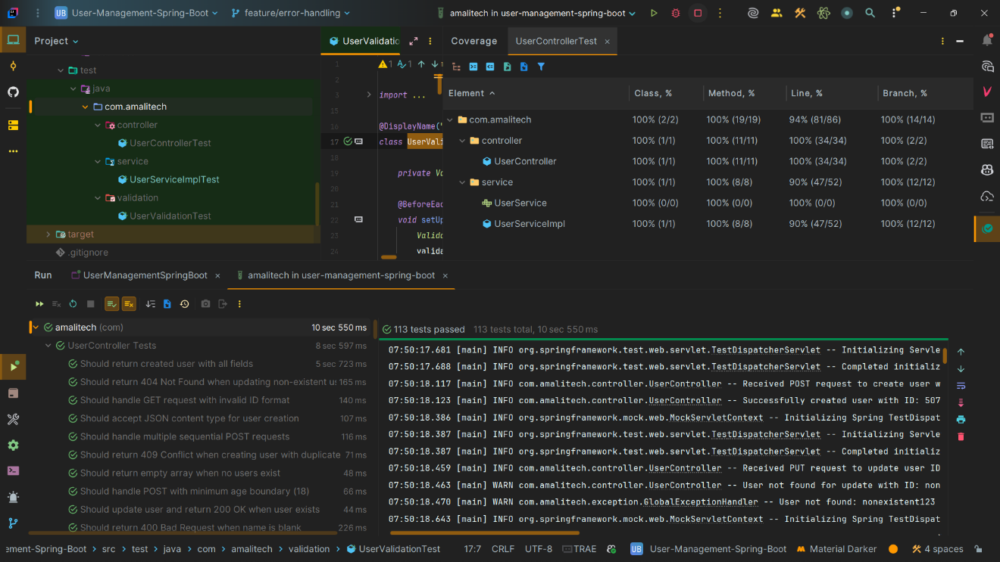 UB User-Management-Spring-Boot feature/error-handling amalitech in user-management-spring-boot
Project
UserValidatio
Coverage UserControllerTest
test
java
com.amalitech
controller
UserControllerTest
service
UserServiceImplTest
validation
UserValidationTest
target
.gitignore
1 1 1
1
2
3 import ...
15
16 @DisplayName("
17 class UserVali
18
19 private Va
20
21 @BeforeEac
22 void setUp
23 Valida
24 valida
Element Class, % Method, % Line, % Branch, %
com.amalitech 100% (2/2) 100% (19/19) 94% (81/86) 100% (14/14)
controller 100% (1/1) 100% (11/11) 100% (34/34) 100% (2/2)
UserController 100% (1/1) 100% (11/11) 100% (34/34) 100% (2/2)
service 100% (1/1) 100% (8/8) 90% (47/52) 100% (12/12)
UserService 100% (0/0) 100% (0/0) 100% (0/0) 100% (0/0)
UserServiceImpl 100% (1/1) 100% (8/8) 90% (47/52) 100% (12/12)
Run UserManagementSpringBoot amalitech in user-management-spring-boot
amalitech (com) 10 sec 550 ms
UserController Tests 8 sec 597 ms
Should return created user with all fields 5 sec 723 ms
Should return 404 Not Found when updating non-existent us 165 ms
Should handle GET request with invalid ID format 140 ms
Should accept JSON content type for user creation 107 ms
Should handle multiple sequential POST requests 116 ms
Should return 409 Conflict when creating user with duplicate 71 ms
Should return empty array when no users exist 48 ms
Should handle POST with minimum age boundary (18) 66 ms
Should update user and return 200 OK when user exists 44 ms
Should return 400 Bad Request when name is blank 226 ms
113 tests passed 113 tests total, 10 sec 550 ms
07:50:17.681 [main] INFO org.springframework.test.web.servlet.TestDispatcherServlet -- Initializing Servle
07:50:17.688 [main] INFO org.springframework.test.web.servlet.TestDispatcherServlet -- Completed initializ
07:50:18.117 [main] INFO com.amalitech.controller.UserController -- Received POST request to create user w
07:50:18.123 [main] INFO com.amalitech.controller.UserController -- Successfully created user with ID: 507
07:50:18.386 [main] INFO org.springframework.mock.web.MockServletContext -- Initializing Spring TestDispat
07:50:18.387 [main] INFO org.springframework.test.web.servlet.TestDispatcherServlet -- Initializing Servle
07:50:18.387 [main] INFO org.springframework.test.web.servlet.TestDispatcherServlet -- Completed initializ
07:50:18.459 [main] INFO com.amalitech.controller.UserController -- Received PUT request to update user ID
07:50:18.463 [main] WARN com.amalitech.controller.UserController -- User not found for update with ID: non
07:50:18.470 [main] WARN com.amalitech.exception.GlobalExceptionHandler -- User not found: nonexistent123
07:50:18.643 [main] INFO org.springframework.mock.web.MockServletContext -- Initializing Spring TestDispat
ement-Spring-Boot > src > test > java > com > amalitech > validation > UserValidationTest 17:7 CRLF UTF-8 TRAE UB User-Management-Spring-Boot Material Darker 4 spaces